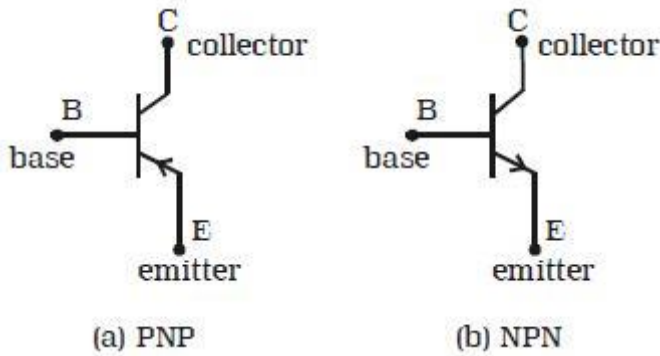 C
collector
B
base
E
emitter
(a) PNP
C
collector
B
base
E
emitter
(b) NPN